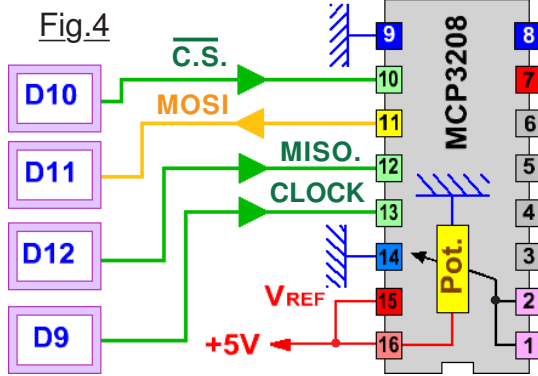 Fig.4
C.S.
D10
MOSI
D11
MISO.
D12
CLOCK
D9
VREF
+5V
9
10
11
12
13
14
15
16
MCP3208
Pot.
8
7
6
5
4
3
2
1